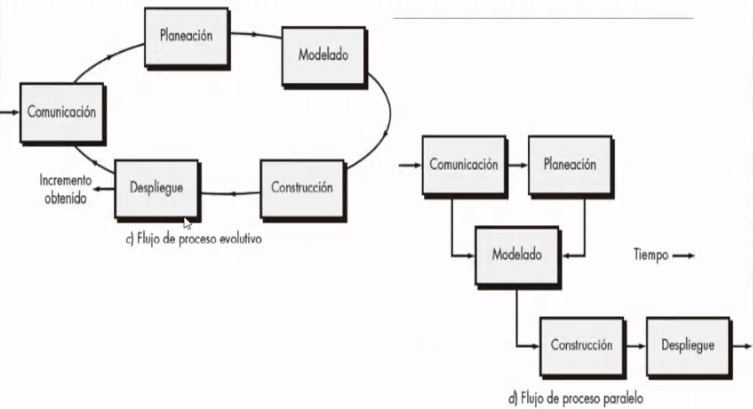 Planeación
Modelado
Comunicación
Incremento
obtenido
Despliegue
Construcción
c) Flujo de proceso evolutivo
Comunicación
Planeación
Modelado
Tiempo
Construcción
Despliegue
d) Flujo de proceso paralelo